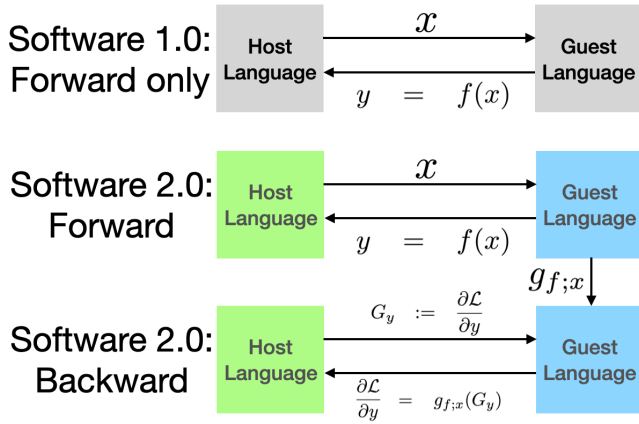 Software 1.0:
Forward only
Host
Language
x
Guest
Language
y = f(x)
Software 2.0:
Forward
Host
Language
x
Guest
Language
y = f(x)
g_{f;x}
Software 2.0:
Backward
Host
Language
G_y := ∂ℒ/∂y
Guest
Language
∂ℒ/∂y = g_{f;x}(G_y)